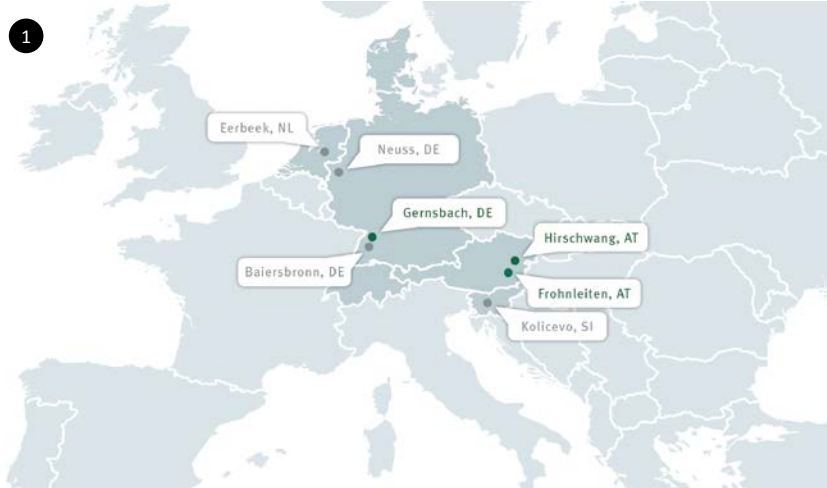 1
Eerbeek, NL
Neuss, DE
Gernsbach, DE
Hirschwang, AT
Baiersbronn, DE
Frohnleiten, AT
Kolicevo, SI